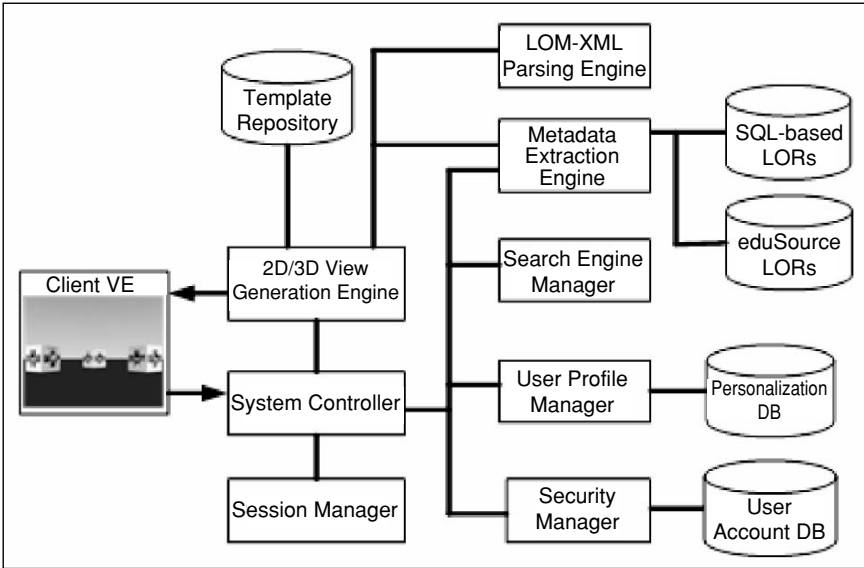 LOM-XML
Parsing Engine
Template
Repository
Metadata
Extraction
Engine
SQL-based
LORs
eduSource
LORs
2D/3D View
Generation Engine
Search Engine
Manager
Client VE
System Controller
User Profile
Manager
Personalization
DB
Session Manager
Security
Manager
User
Account DB